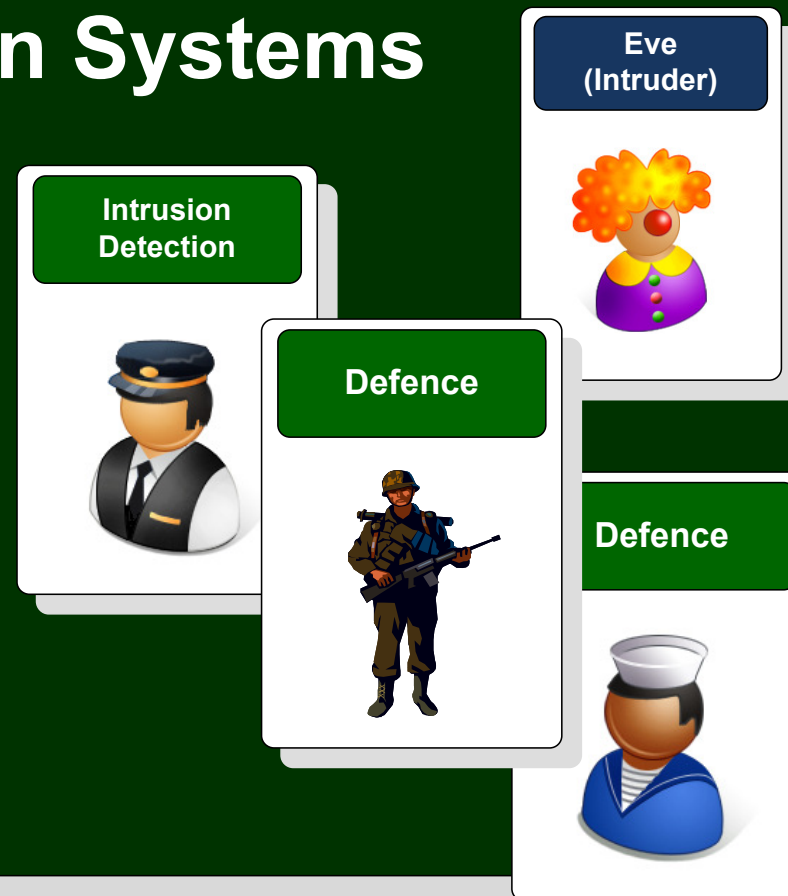 n Systems
Eve
(Intruder)
Intrusion
Detection
Defence
Defence